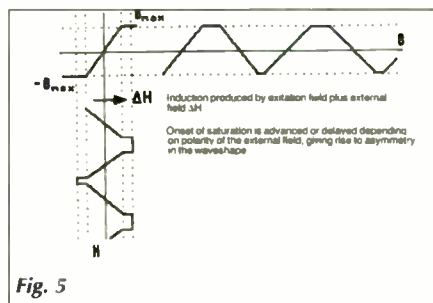 Bmax
B
-Bmax
ΔH
Induction produced by exitation field plus external
field ΔH
Onset of saturation is advanced or delayed depending
on polarity of the external field, giving rise to asymmetry
in the waveshape
H
Fig. 5